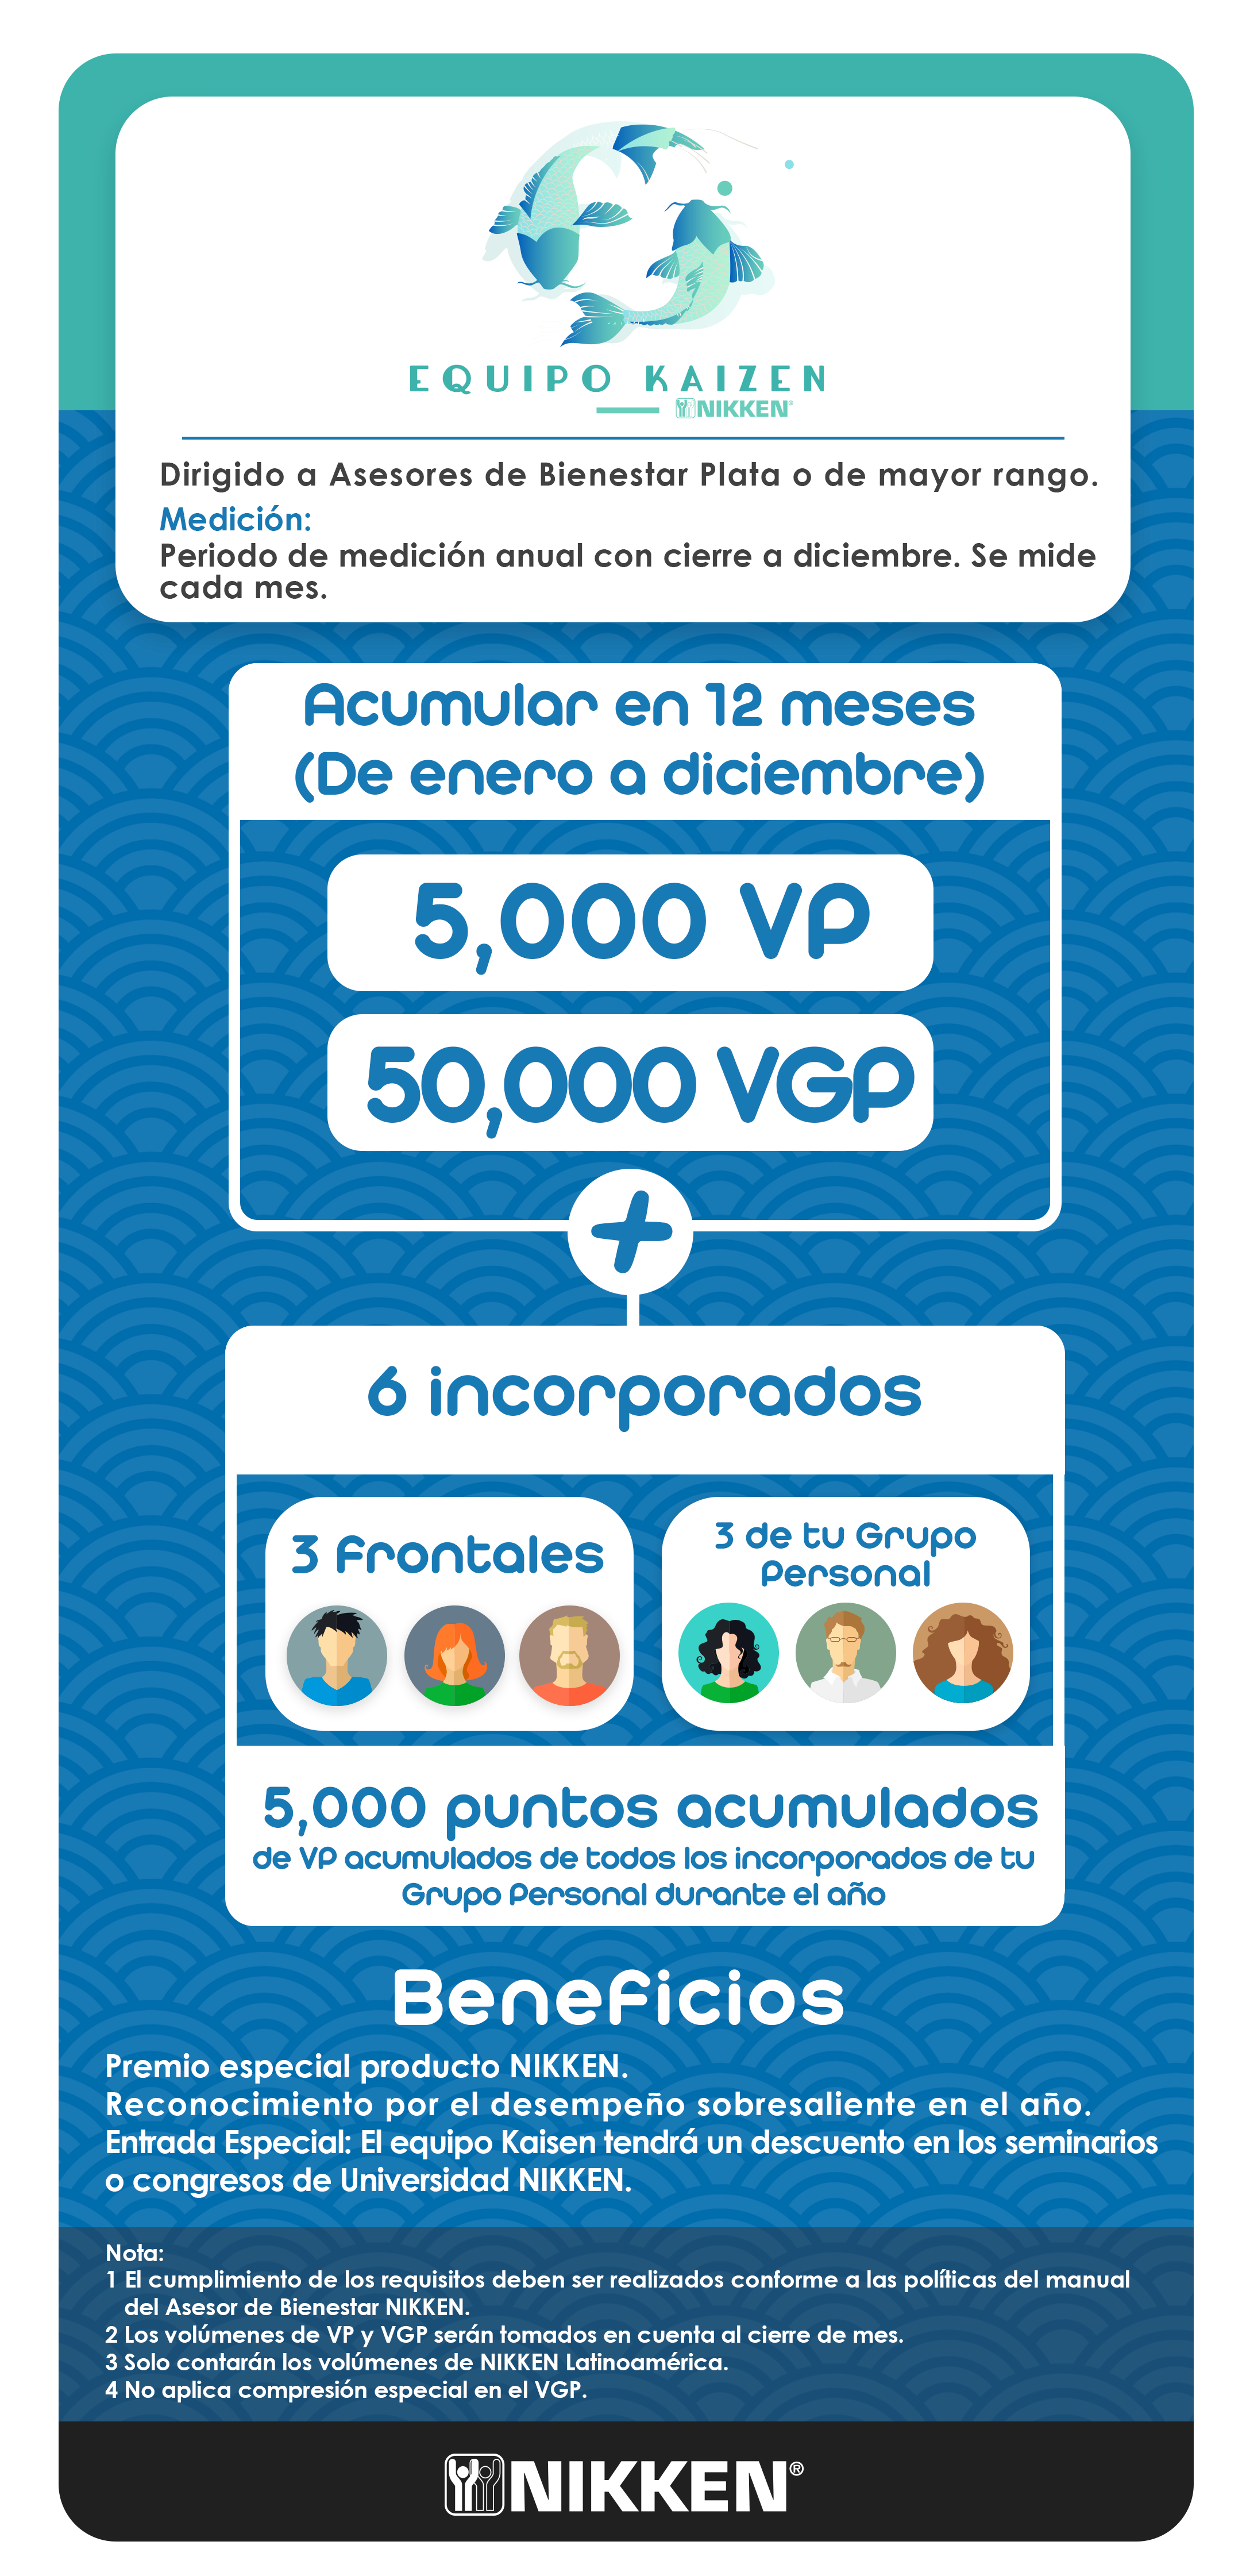 EQUIPO KAIZEN
NIKKEN®
Dirigido a Asesores de Bienestar Plata o de mayor rango.
Medición:
Periodo de medición anual con cierre a diciembre. Se mide
cada mes.
Acumular en 12 meses
(De enero a diciembre)
5,000 VP
50,000 VGP
+
6 incorporados
3 Frontales
3 de tu Grupo
Personal
5,000 puntos acumulados
de VP acumulados de todos los incorporados de tu
Grupo Personal durante el año
Beneficios
Premio especial producto NIKKEN.
Reconocimiento por el desempeño sobresaliente en el año.
Entrada Especial: El equipo Kaisen tendrá un descuento en los seminarios
o congresos de Universidad NIKKEN.
Nota:
1 El cumplimiento de los requisitos deben ser realizados conforme a las políticas del manual
del Asesor de Bienestar NIKKEN.
2 Los volúmenes de VP y VGP serán tomados en cuenta al cierre de mes.
3 Solo contarán los volúmenes de NIKKEN Latinoamérica.
4 No aplica compresión especial en el VGP.
NIKKEN®